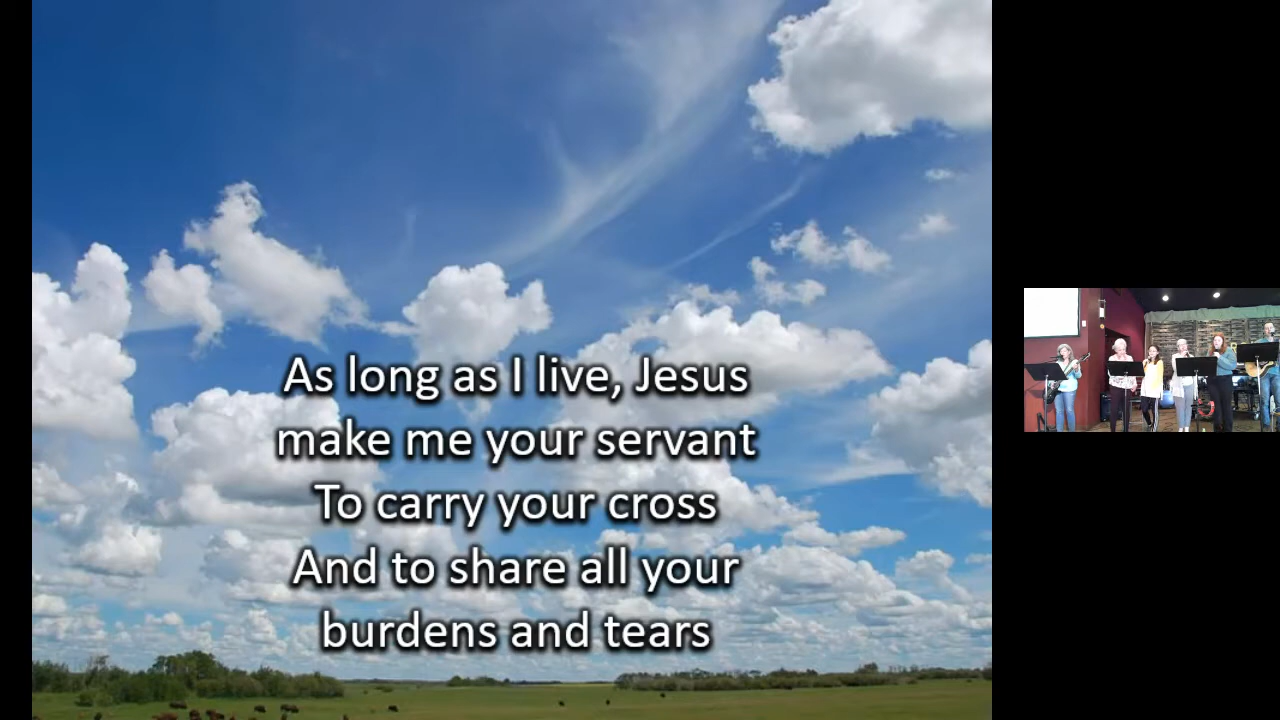 As long as I live, Jesus
make me your servant
To carry your cross
And to share all your
burdens and tears